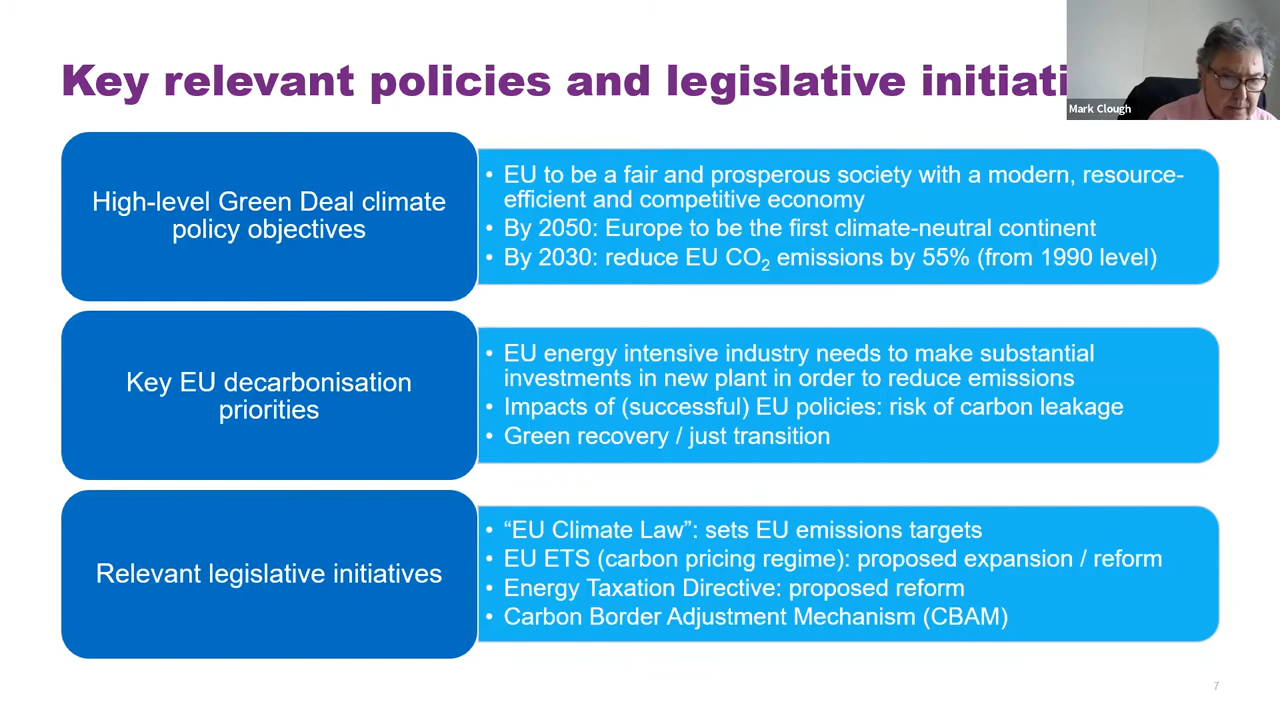 Key relevant policies and legislative initiati
Mark Clough
High-level Green Deal climate
policy objectives
• EU to be a fair and prosperous society with a modern, resource-
efficient and competitive economy
• By 2050: Europe to be the first climate-neutral continent
• By 2030: reduce EU CO₂ emissions by 55% (from 1990 level)
Key EU decarbonisation
priorities
• EU energy intensive industry needs to make substantial
investments in new plant in order to reduce emissions
• Impacts of (successful) EU policies: risk of carbon leakage
• Green recovery / just transition
Relevant legislative initiatives
• “EU Climate Law”: sets EU emissions targets
• EU ETS (carbon pricing regime): proposed expansion / reform
• Energy Taxation Directive: proposed reform
• Carbon Border Adjustment Mechanism (CBAM)
7